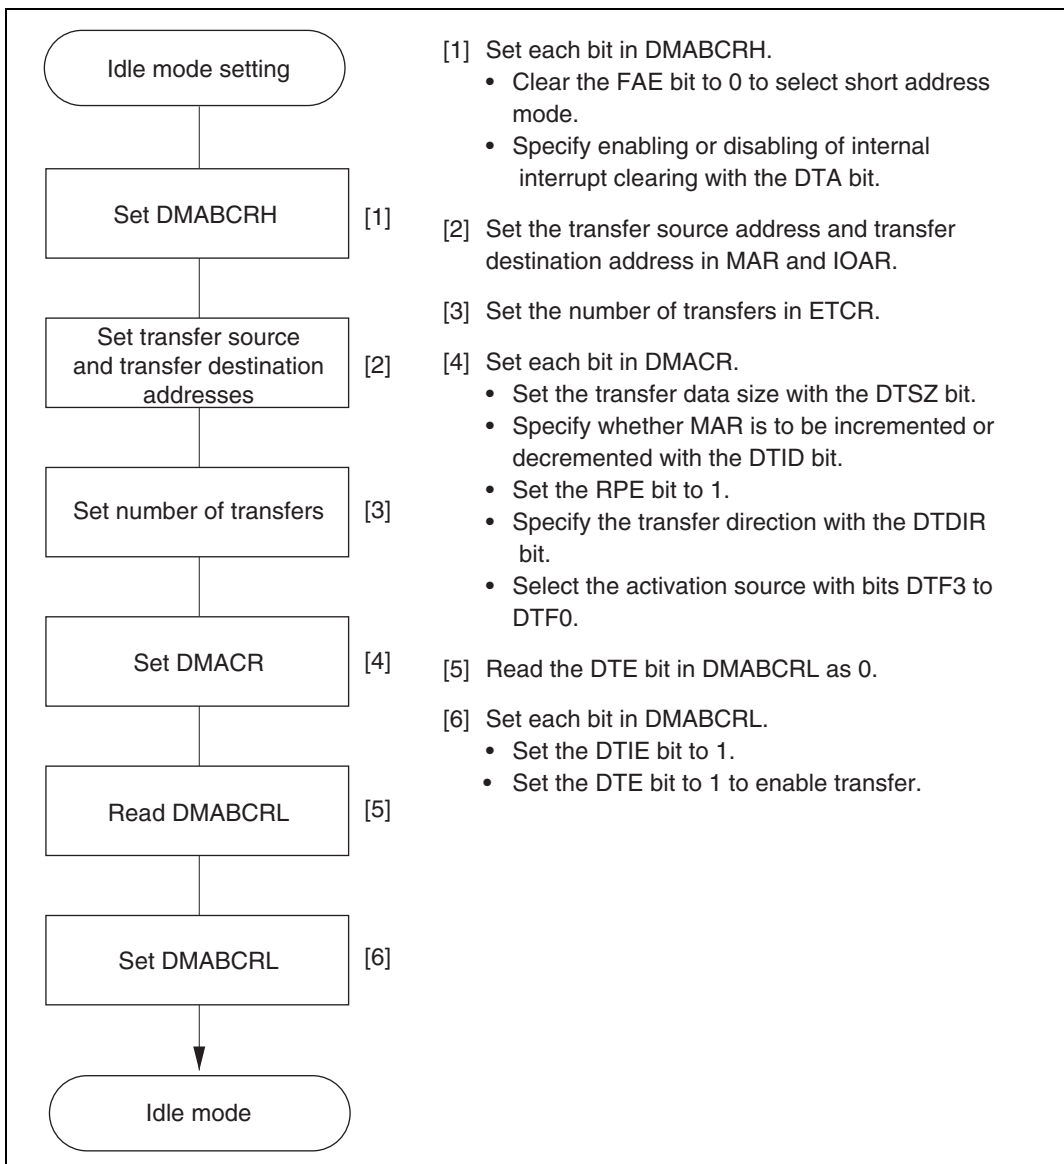 Idle mode setting
Set DMABCRH
[1]
Set transfer source
and transfer destination
addresses
[2]
Set number of transfers
[3]
Set DMACR
[4]
Read DMABCRL
[5]
Set DMABCRL
[6]
Idle mode
[1] Set each bit in DMABCRH.
• Clear the FAE bit to 0 to select short address
mode.
• Specify enabling or disabling of internal
interrupt clearing with the DTA bit.
[2] Set the transfer source address and transfer
destination address in MAR and IOAR.
[3] Set the number of transfers in ETCR.
[4] Set each bit in DMACR.
• Set the transfer data size with the DTSZ bit.
• Specify whether MAR is to be incremented or
decremented with the DTID bit.
• Set the RPE bit to 1.
• Specify the transfer direction with the DTDIR
bit.
• Select the activation source with bits DTF3 to
DTF0.
[5] Read the DTE bit in DMABCRL as 0.
[6] Set each bit in DMABCRL.
• Set the DTIE bit to 1.
• Set the DTE bit to 1 to enable transfer.